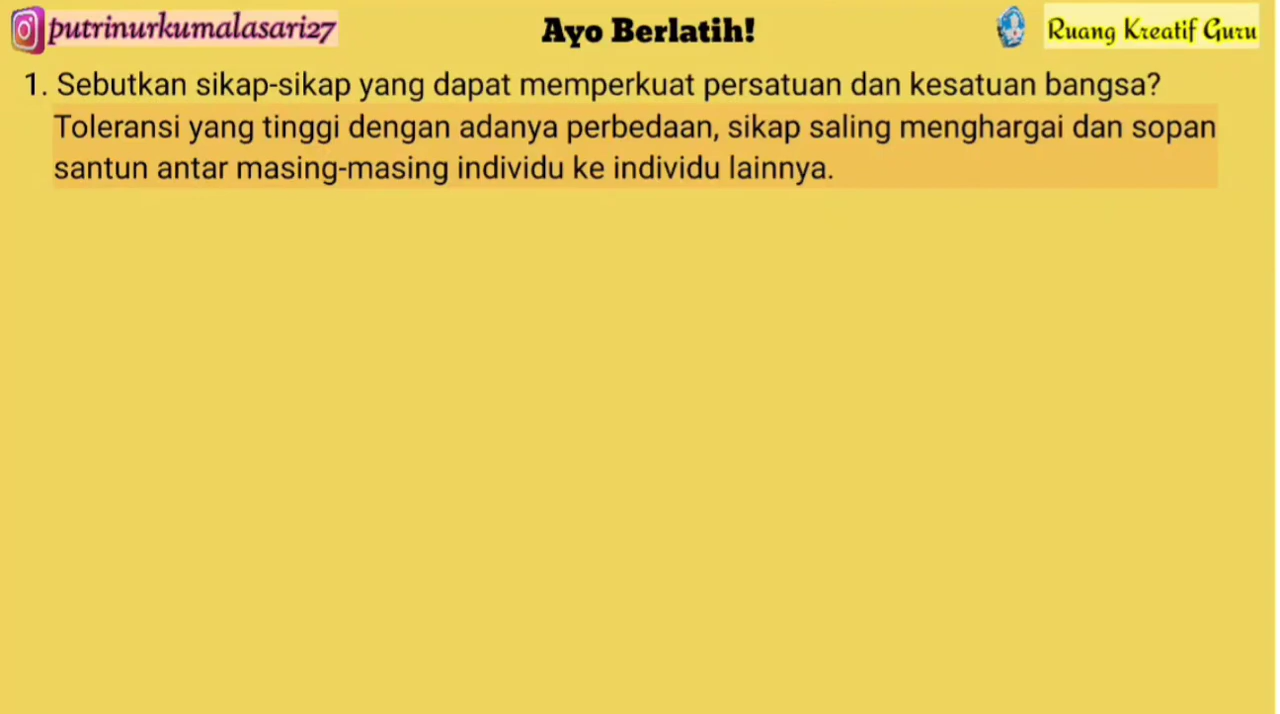 putrinurkumalasari27
Ayo Berlatih!
Ruang Kreatif Guru
1. Sebutkan sikap-sikap yang dapat memperkuat persatuan dan kesatuan bangsa?
Toleransi yang tinggi dengan adanya perbedaan, sikap saling menghargai dan sopan
santun antar masing-masing individu ke individu lainnya.